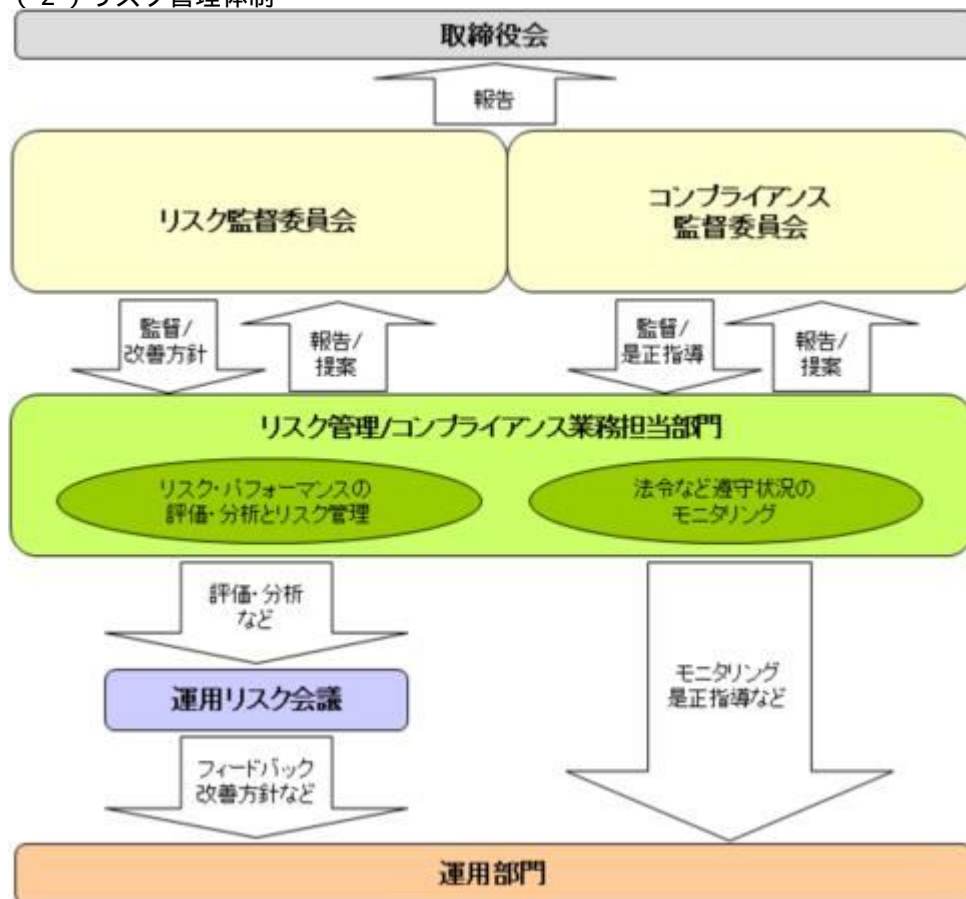 （２）リスク管理体制
取締役会
報告
リスク監督委員会
コンプライアンス
監督委員会
監督/
改善方針
報告/
提案
監督/
是正指導
報告/
提案
リスク管理/コンプライアンス業務担当部門
リスク・パフォーマンスの
評価・分析とリスク管理
法令など遵守状況の
モニタリング
評価・分析
など
運用リスク会議
モニタリング
是正指導など
フィードバック
改善方針など
運用部門